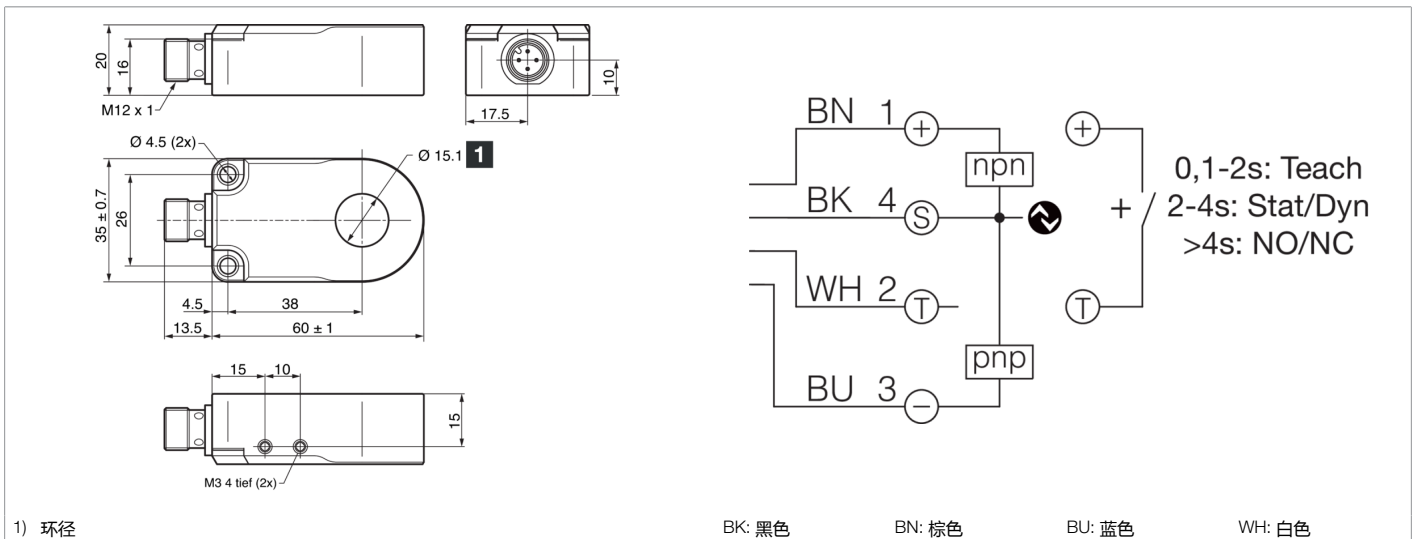 20
16
M12 x 1
17.5
10
Ø 4.5 (2x)
Ø 15.1 1
35 ± 0.7
26
4.5
38
13.5
60 ± 1
15
10
15
M3 4 tief (2x)
BN 1 +
npn
BK 4 S
WH 2 T
pnp
BU 3 −
+
+
T
0,1-2s: Teach
2-4s: Stat/Dyn
>4s: NO/NC
1) 环径
BK: 黑色 BN: 棕色 BU: 蓝色 WH: 白色